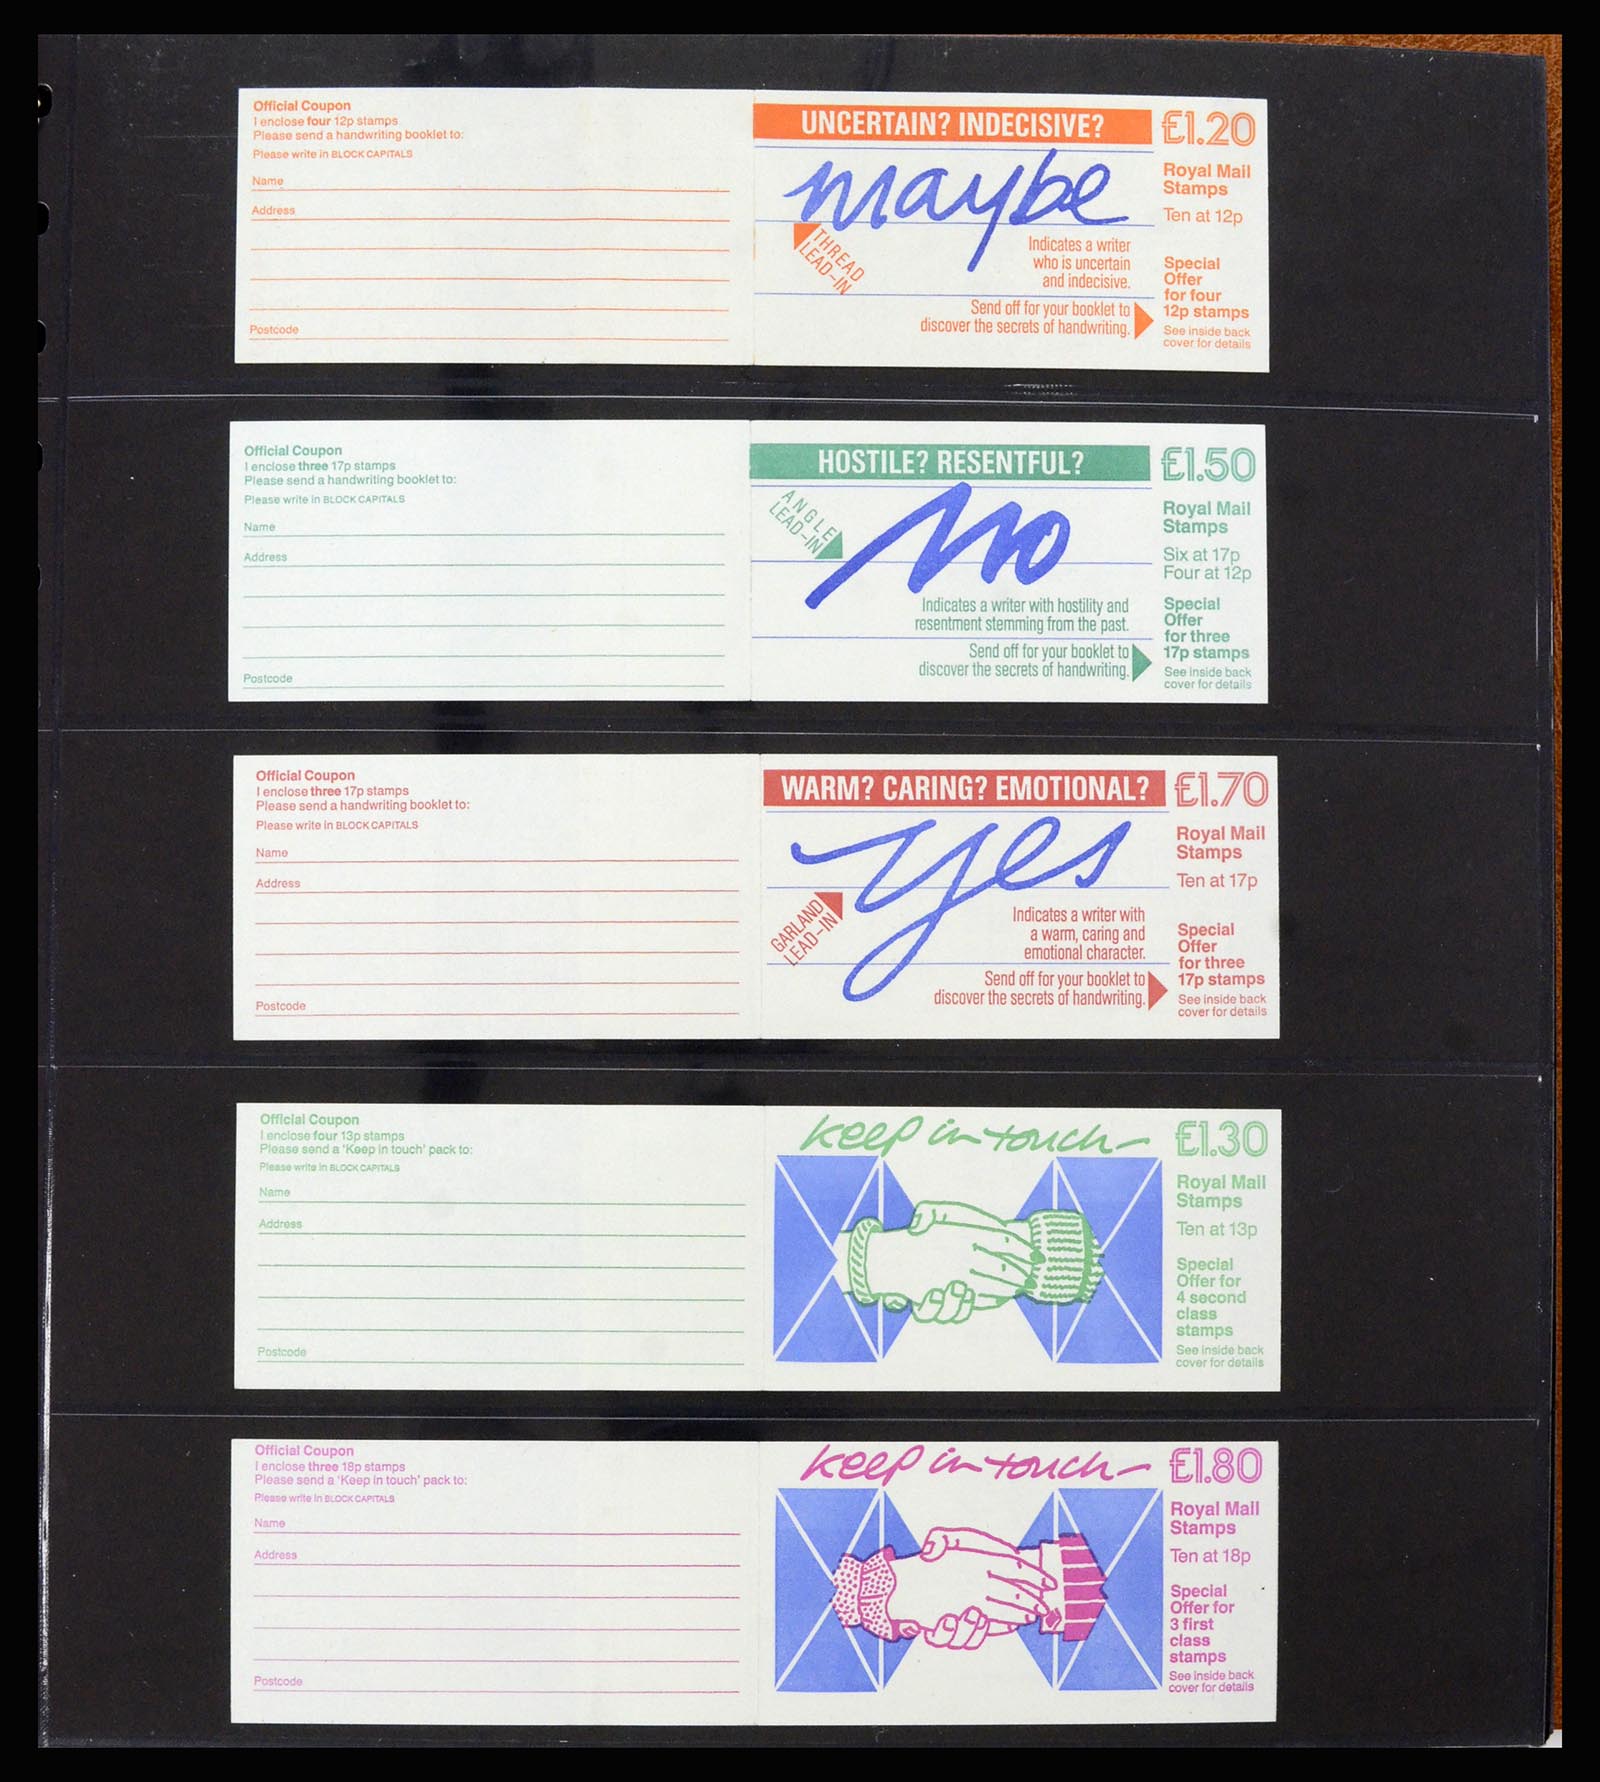 Official Coupon
I enclose four 12p stamps
Please send a handwriting booklet to:
Please write in BLOCK CAPITALS
Name
Address
Postcode
UNCERTAIN? INDECISIVE?
maybe
THREAD
LEAD-IN
Indicates a writer
who is uncertain
and indecisive.
Send off for your booklet to
discover the secrets of handwriting.
£1.20
Royal Mail
Stamps
Ten at 12p
Special
Offer
for four
12p stamps
See inside back
cover for details
Official Coupon
I enclose three 17p stamps
Please send a handwriting booklet to:
Please write in BLOCK CAPITALS
Name
Address
Postcode
HOSTILE? RESENTFUL?
ANGLE
LEAD-IN
no
Indicates a writer with hostility and
resentment stemming from the past.
Send off for your booklet to
discover the secrets of handwriting.
£1.50
Royal Mail
Stamps
Six at 17p
Four at 12p
Special
Offer
for three
17p stamps
See inside back
cover for details
Official Coupon
I enclose three 17p stamps
Please send a handwriting booklet to:
Please write in BLOCK CAPITALS
Name
Address
Postcode
WARM? CARING? EMOTIONAL?
yes
GARLAND
LEAD-IN
Indicates a writer with
a warm, caring and
emotional character.
Send off for your booklet to
discover the secrets of handwriting.
£1.70
Royal Mail
Stamps
Ten at 17p
Special
Offer
for three
17p stamps
See inside back
cover for details
Official Coupon
I enclose four 13p stamps
Please send a 'Keep in touch' pack to:
Please write in BLOCK CAPITALS
Name
Address
Postcode
keep in touch
£1.30
Royal Mail
Stamps
Ten at 13p
Special
Offer for
4 second
class
stamps
See inside back
cover for details
Official Coupon
I enclose three 18p stamps
Please send a 'Keep in touch' pack to:
Please write in BLOCK CAPITALS
Name
Address
Postcode
keep in touch
£1.80
Royal Mail
Stamps
Ten at 18p
Special
Offer for
3 first
class
stamps
See inside back
cover for details